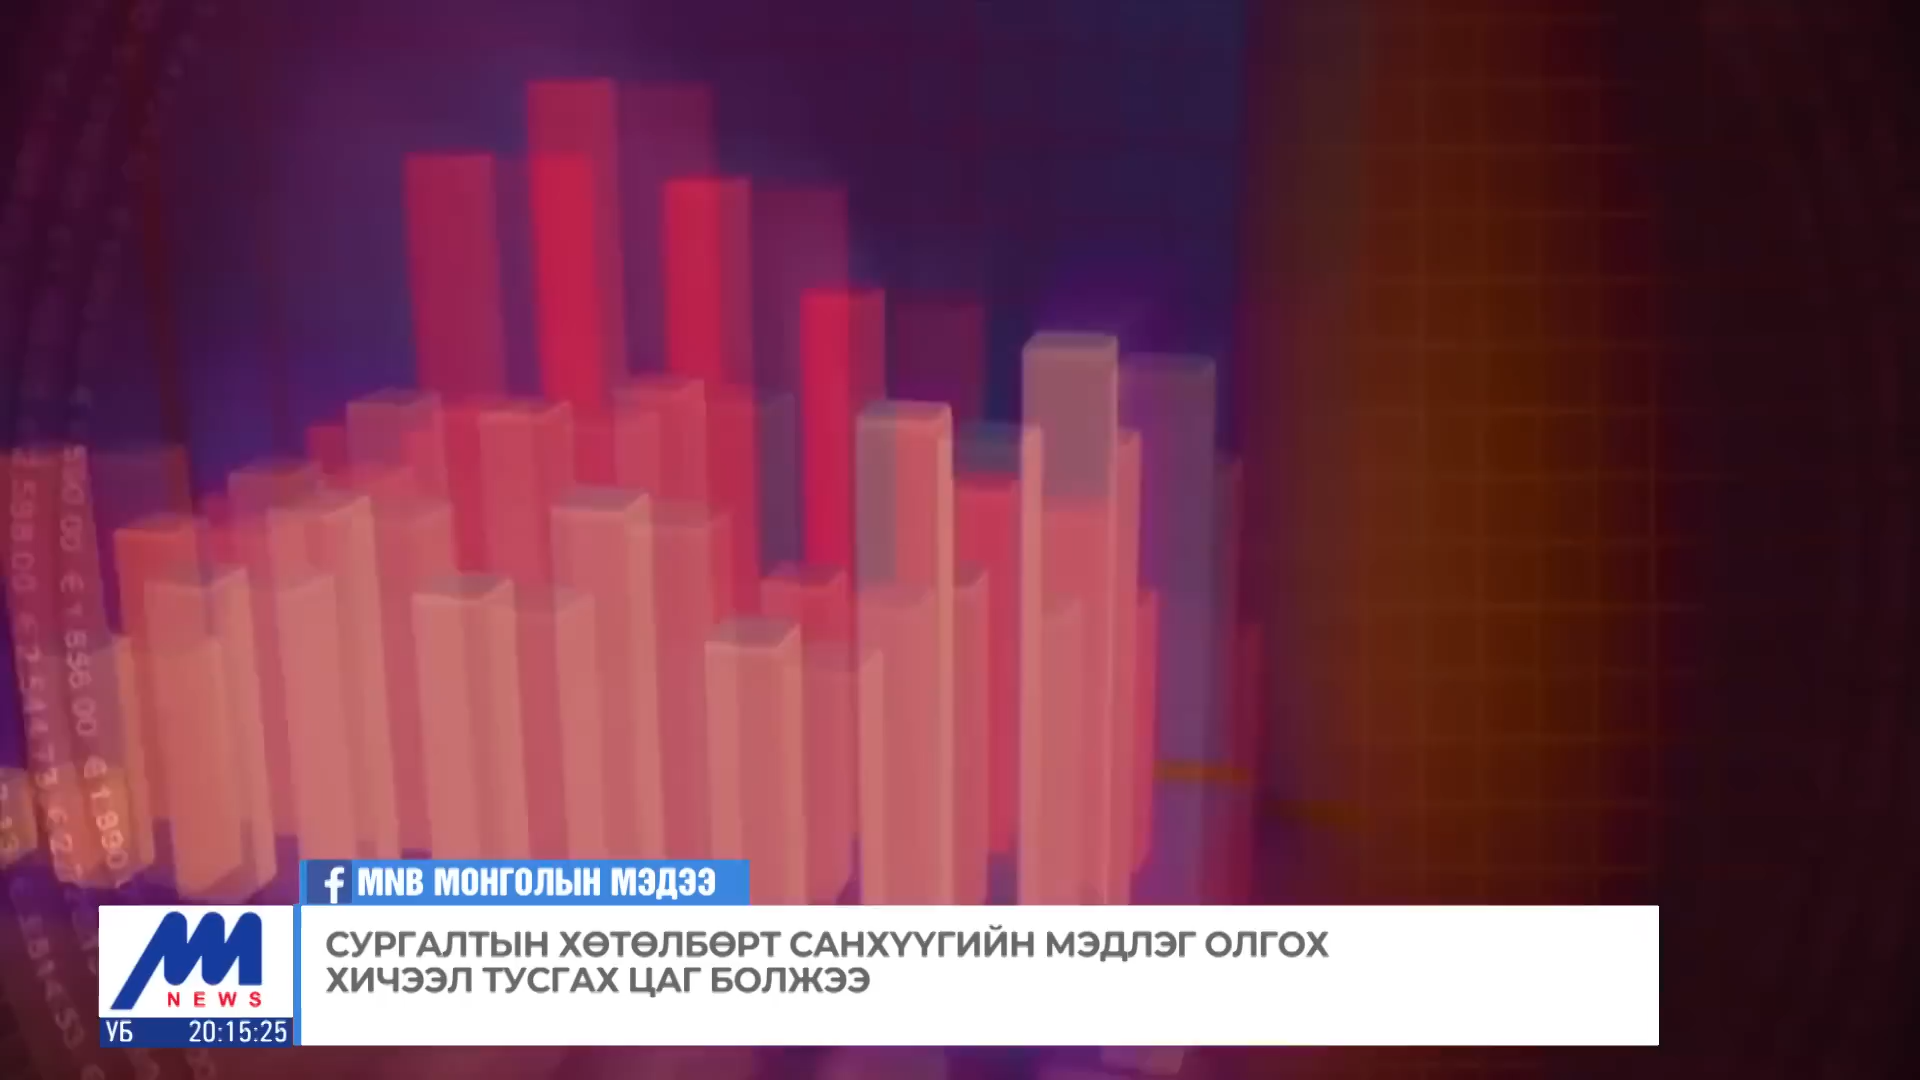 MNB МОНГОЛЫН МЭДЭЭ
СУРГАЛТЫН ХӨТӨЛБӨРТ САНХҮҮГИЙН МЭДЛЭГ ОЛГОХ
ХИЧЭЭЛ ТУСГАХ ЦАГ БОЛЖЭЭ
NEWS
УБ 20:15:25